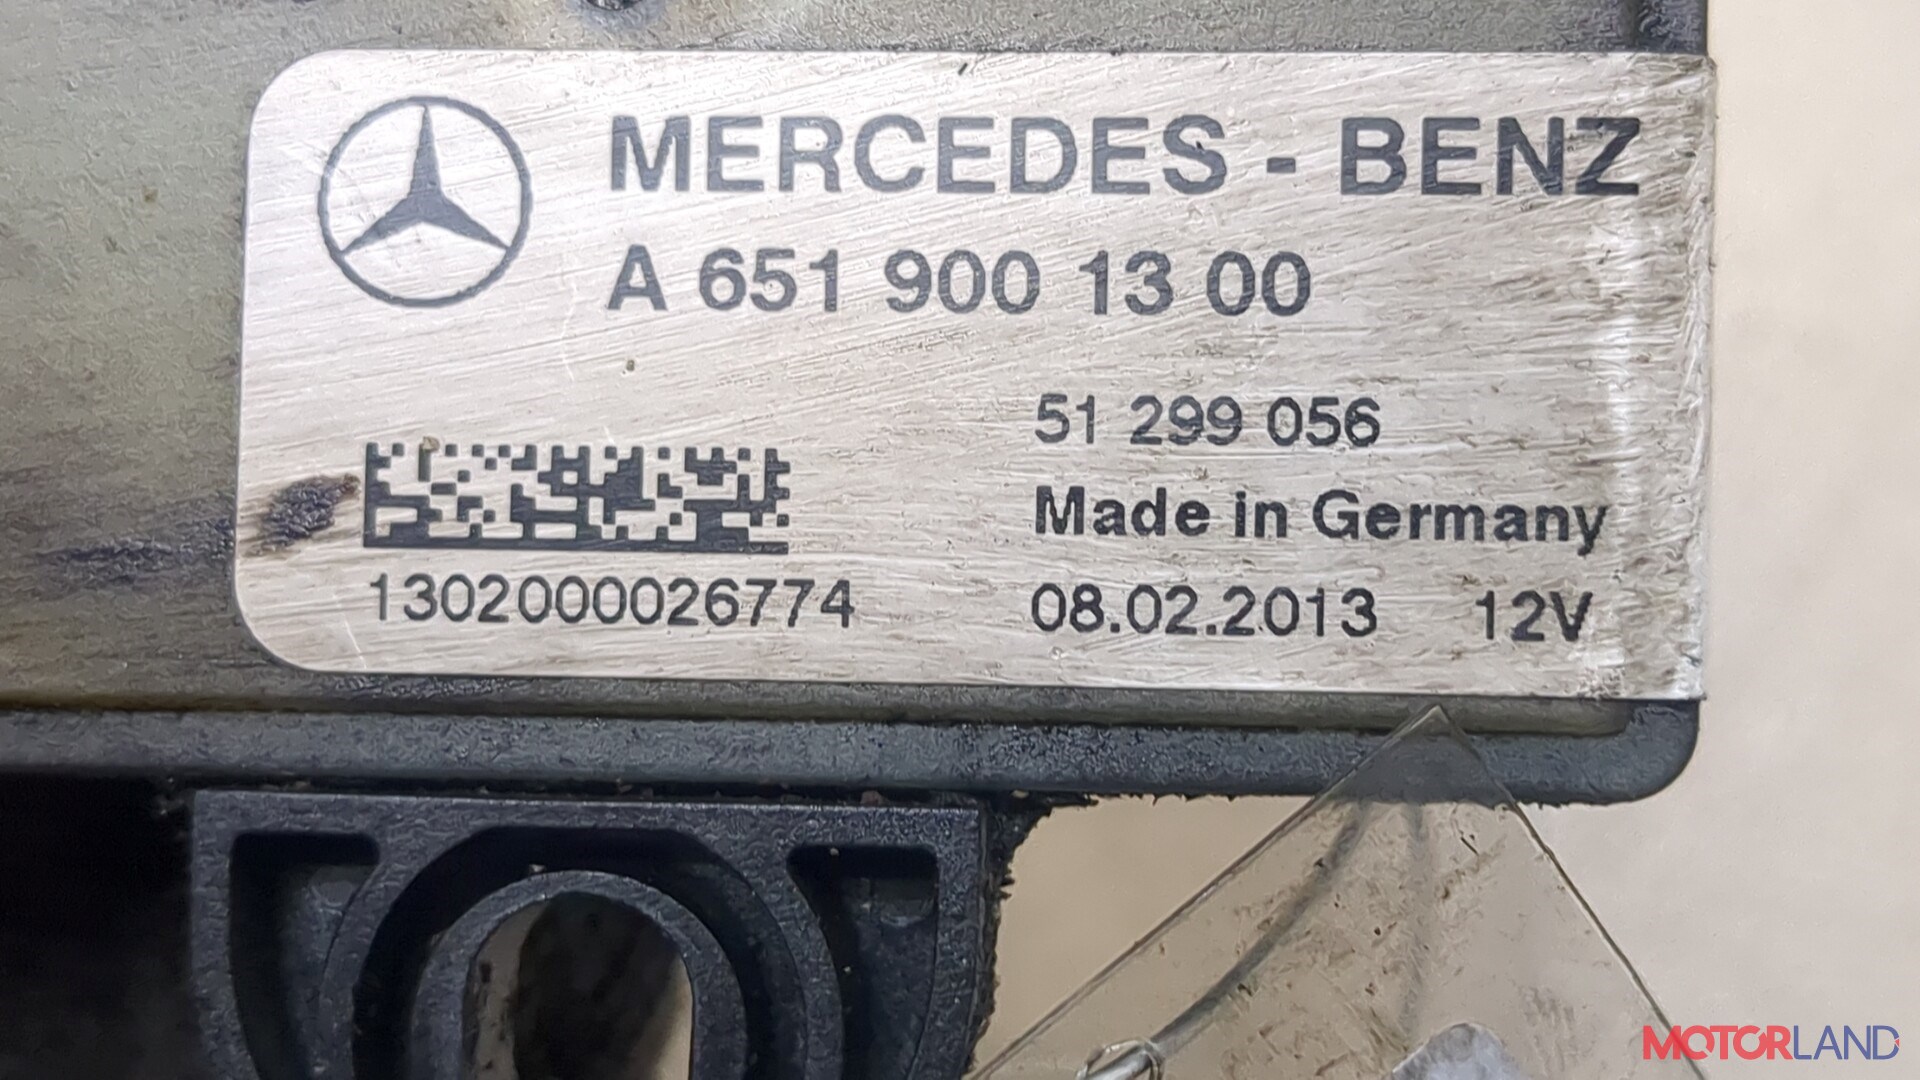 MERCEDES - BENZ
A 651 900 13 00
51 299 056
Made in Germany
1302000026774
08.02.2013 12V
MOTORLAND